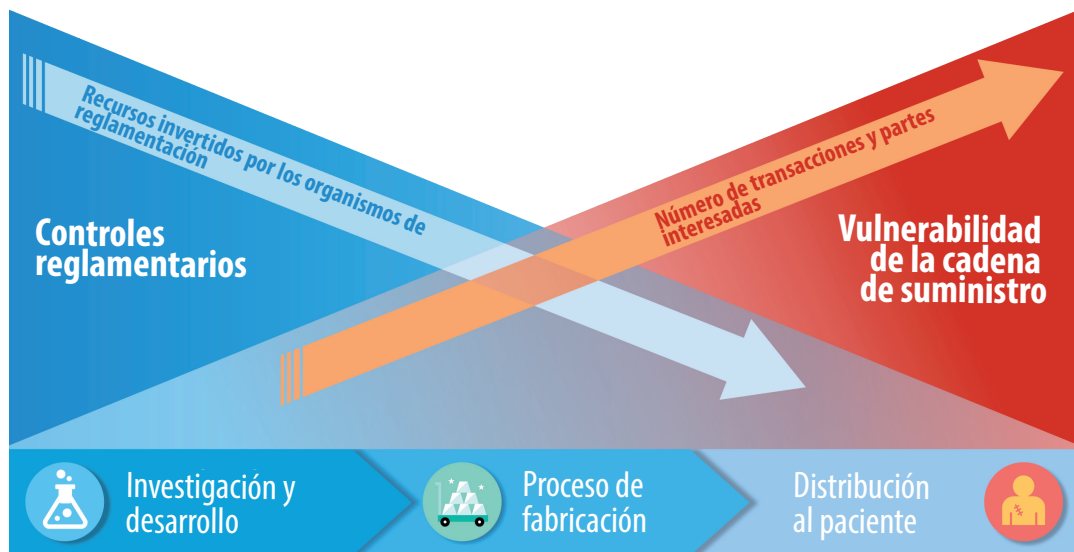 Recursos invertidos por los organismos de
reglamentación
Número de transacciones y partes
interesadas
Controles
reglamentarios
Vulnerabilidad
de la cadena
de suministro
Investigación y
desarrollo
Proceso de
fabricación
Distribución
al paciente